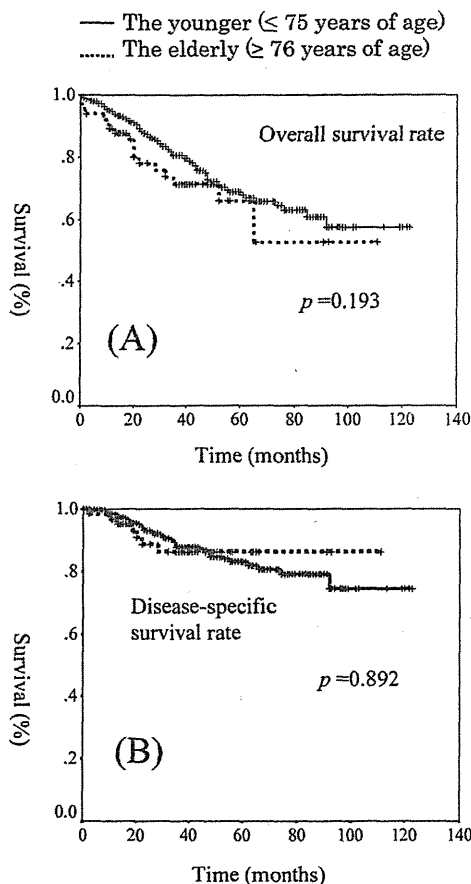 The younger (≤ 75 years of age)
The elderly (≥ 76 years of age)
1.0
.8
.6
.4
.2
0.0
Survival (%)
Overall survival rate
p =0.193
(A)
0 20 40 60 80 100 120 140
Time (months)
1.0
.8
.6
.4
.2
0.0
Survival (%)
Disease-specific
survival rate
p =0.892
(B)
0 20 40 60 80 100 120 140
Time (months)